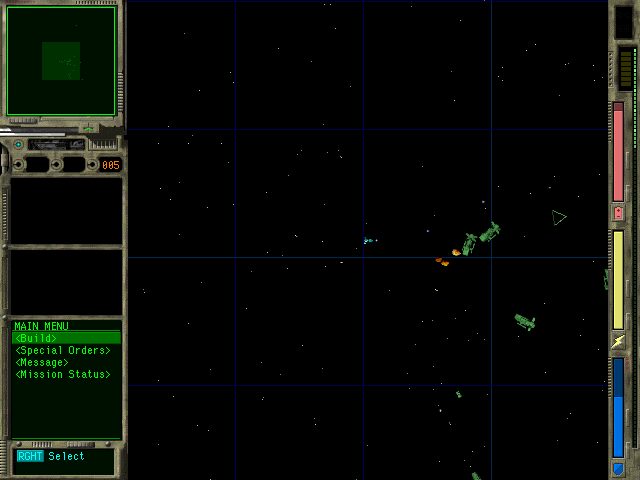 005
MAIN MENU
<Build>
<Special Orders>
<Message>
<Mission Status>
RGHT Select